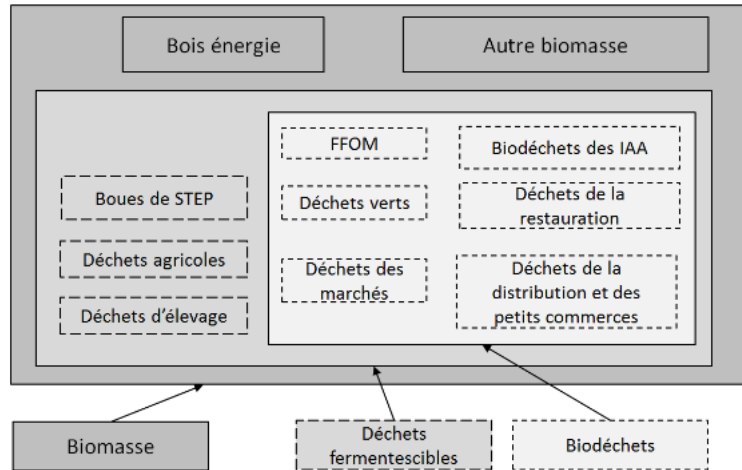 Bois énergie
Autre biomasse
FFOM
Biodéchets des IAA
Boues de STEP
Déchets verts
Déchets de la
restauration
Déchets agricoles
Déchets des
marchés
Déchets de la
distribution et des
petits commerces
Déchets d'élevage
Biomasse
Déchets
fermentescibles
Biodéchets